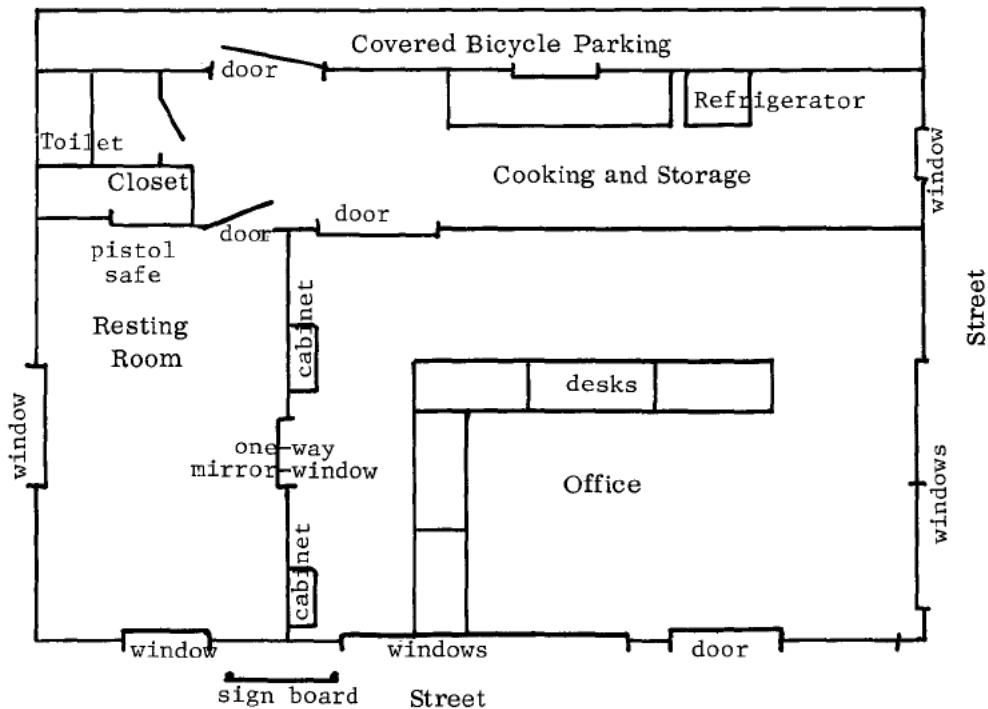 Covered Bicycle Parking
door
Refrigerator
Toilet
window
Closet
Cooking and Storage
door
door
pistol
safe
cabinet
Street
Resting
Room
desks
window
one way
mirror window
Office
windows
cabinet
window
windows
door
sign board
Street